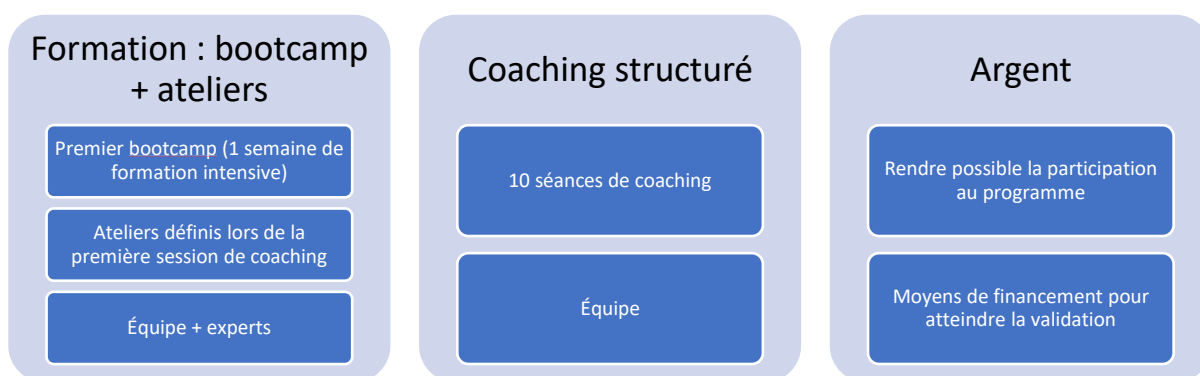 Formation : bootcamp
+ ateliers
Premier bootcamp (1 semaine de
formation intensive)
Ateliers définis lors de la
première session de coaching
Équipe + experts
Coaching structuré
10 séances de coaching
Équipe
Argent
Rendre possible la participation
au programme
Moyens de financement pour
atteindre la validation